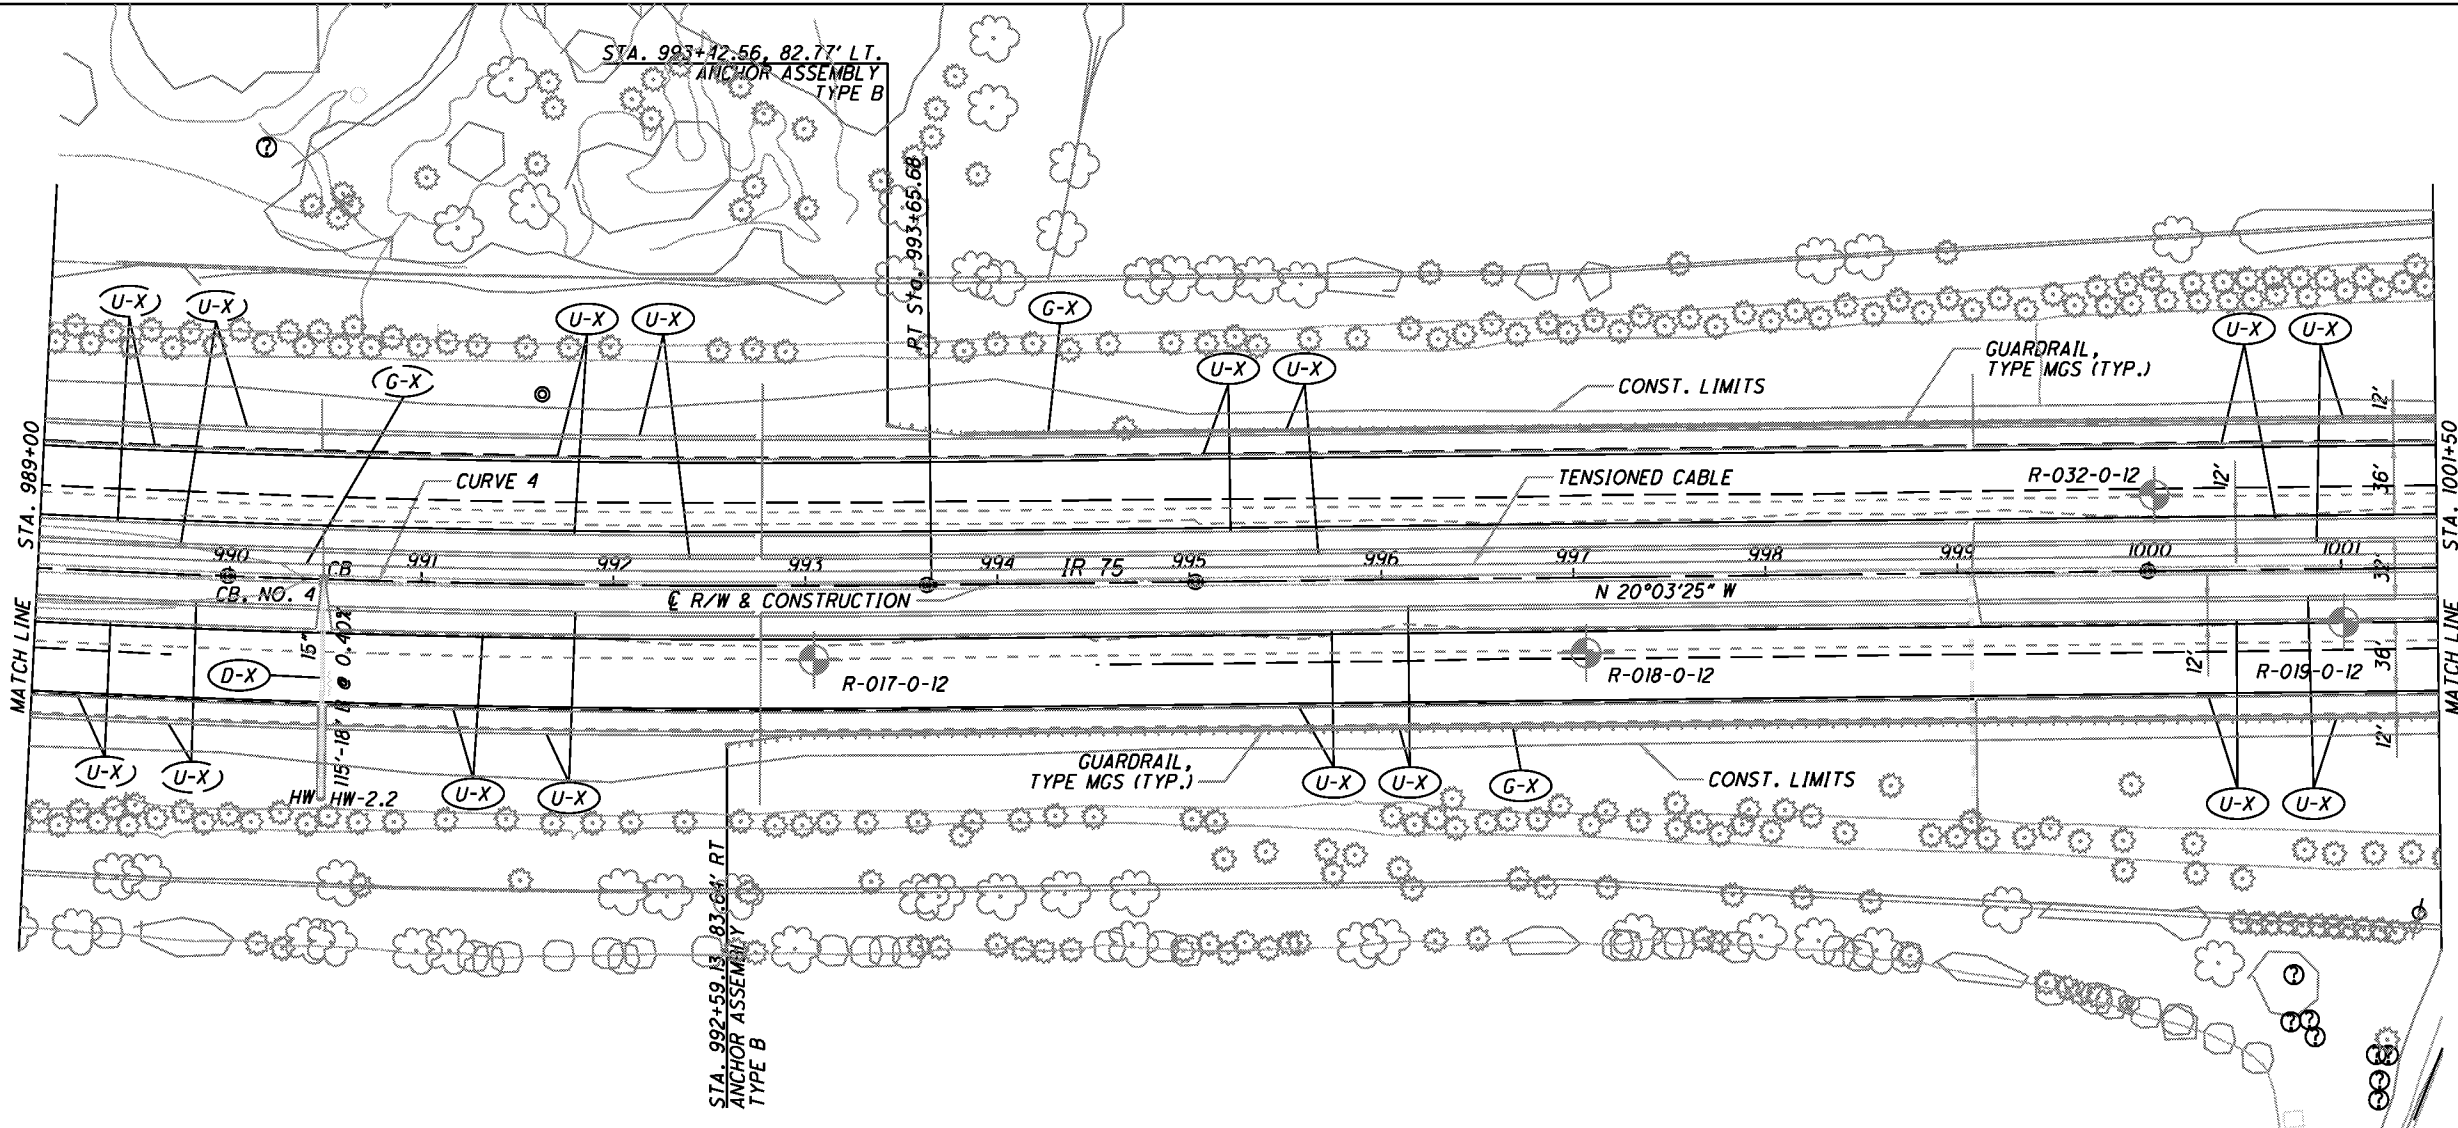 STA. 993+42.56, 82.77' LT.
ANCHOR ASSEMBLY
TYPE B
PT Sta. 993+65.68
U-X
U-X
U-X
U-X
G-X
G-X
U-X
U-X
U-X
U-X
GUARDRAIL,
TYPE MGS (TYP.)
CONST. LIMITS
12'
STA. 989+00
MATCH LINE
CURVE 4
TENSIONED CABLE
R-032-0-12
12'
36'
STA. 1001+50
MATCH LINE
990
991
992
993
994
995
996
997
998
999
1000
1001
CB
IR 75
CB. NO. 4
℄ R/W & CONSTRUCTION
N 20°03'25" W
32'
15"
115'-18" B @ 0.40%
D-X
R-017-0-12
R-018-0-12
12'
R-019-0-12
36'
12'
U-X
U-X
U-X
U-X
GUARDRAIL,
TYPE MGS (TYP.)
U-X
U-X
G-X
CONST. LIMITS
U-X
U-X
HW
HW-2.2
STA. 992+59.13, 83.64' RT
ANCHOR ASSEMBLY
TYPE B
?
?
?
?
?
?
?
?
?